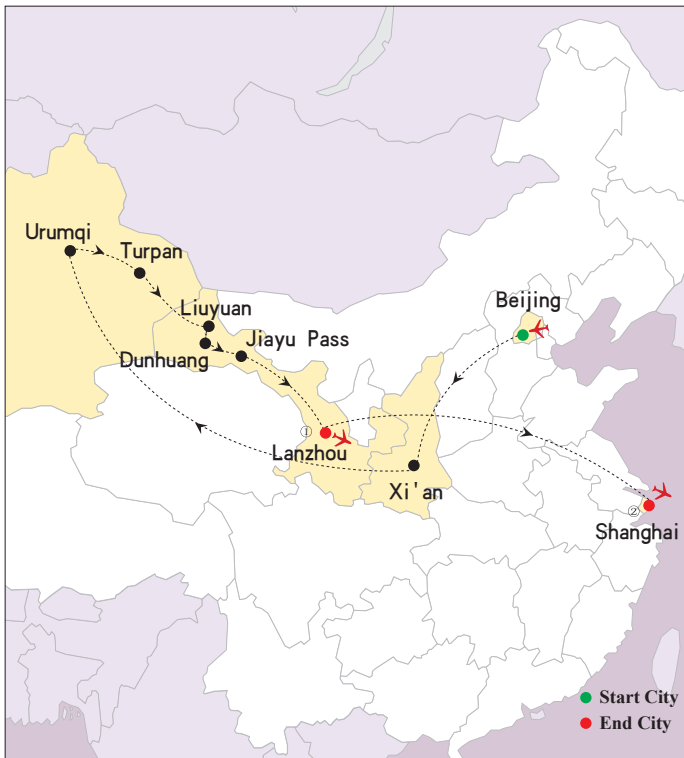 Urumqi
Turpan
Liuyuan
Beijing
Dunhuang
Jiayu Pass
①
Lanzhou
Xi'an
②
Shanghai
Start City
End City